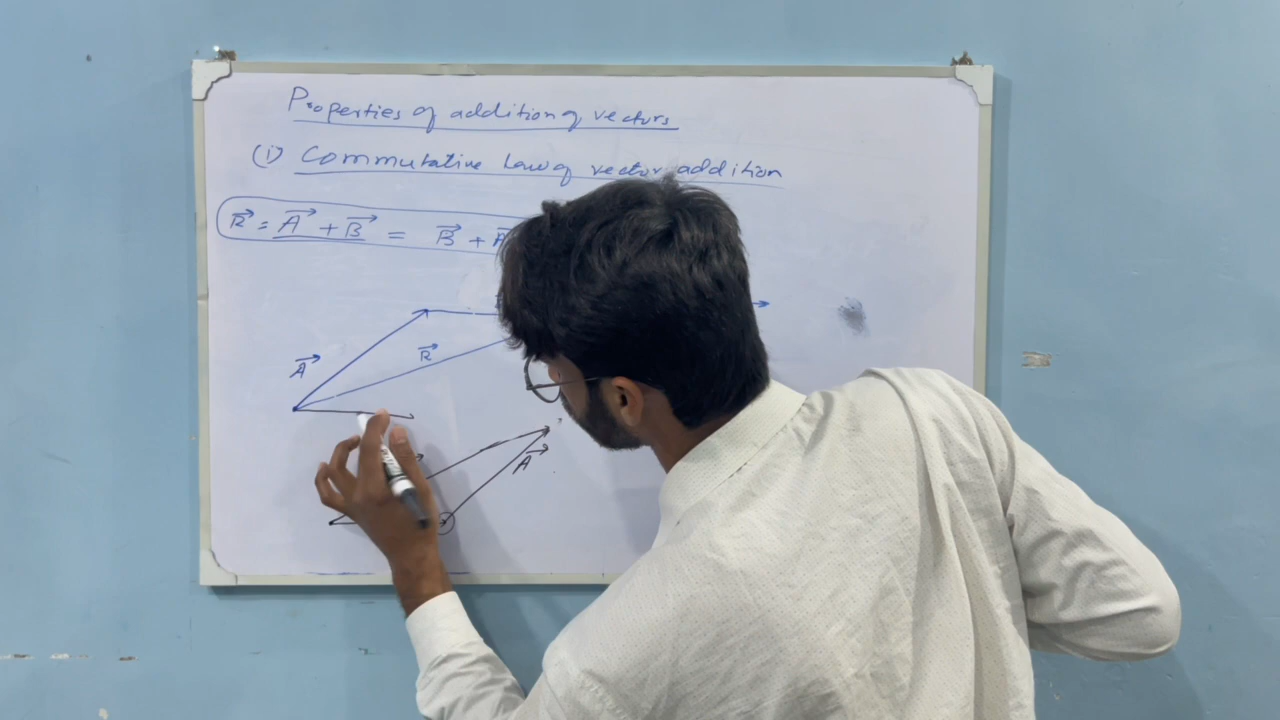 Properties of addition of vectors
(i) Commutative Law of vector addition
R⃗ = A⃗ + B⃗ = B⃗ + A⃗
A⃗
R⃗
A⃗